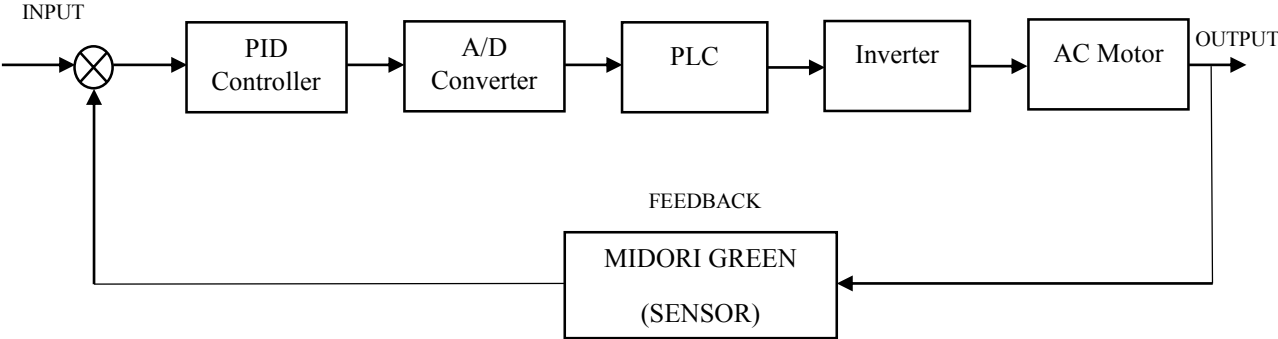 INPUT
PID
Controller
A/D
Converter
PLC
Inverter
AC Motor
OUTPUT
FEEDBACK
MIDORI GREEN
(SENSOR)